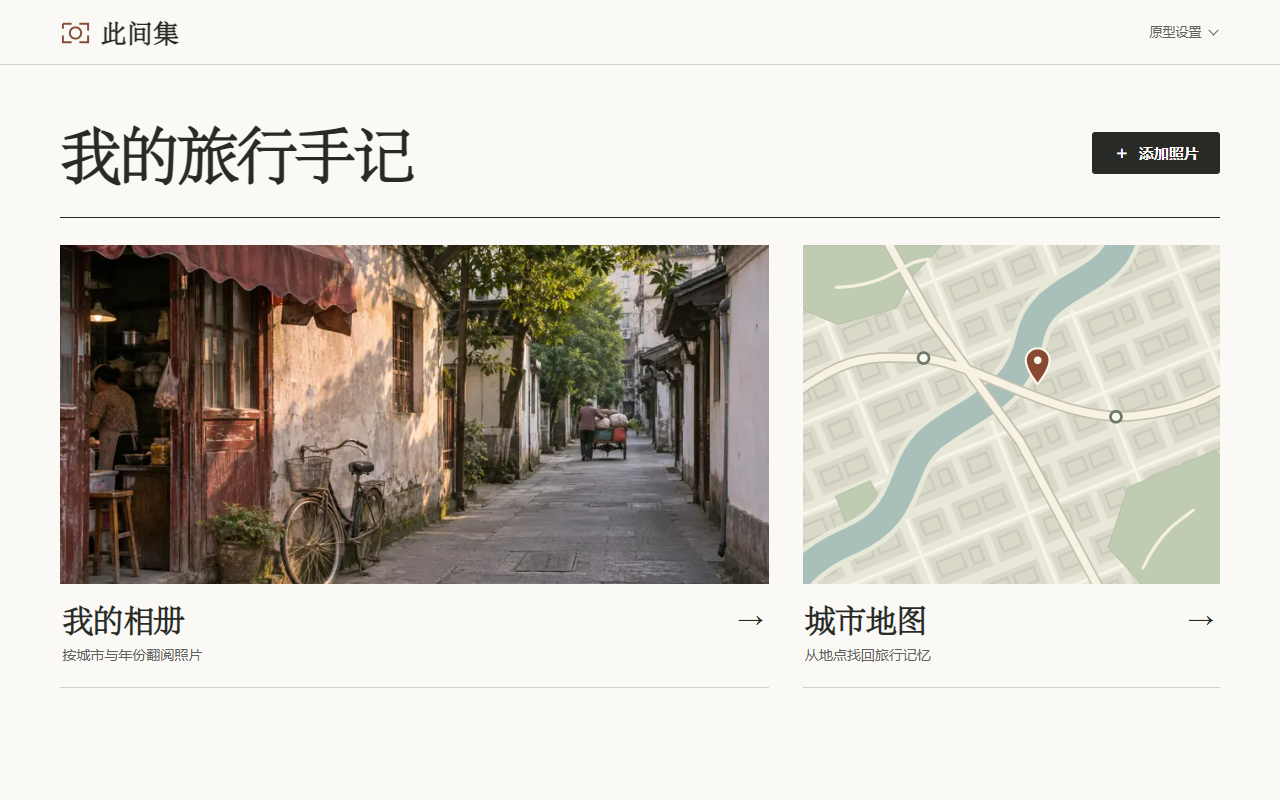 此间集
原型设置
我的旅行手记
+ 添加照片
我的相册
按城市与年份翻阅照片
城市地图
从地点找回旅行记忆